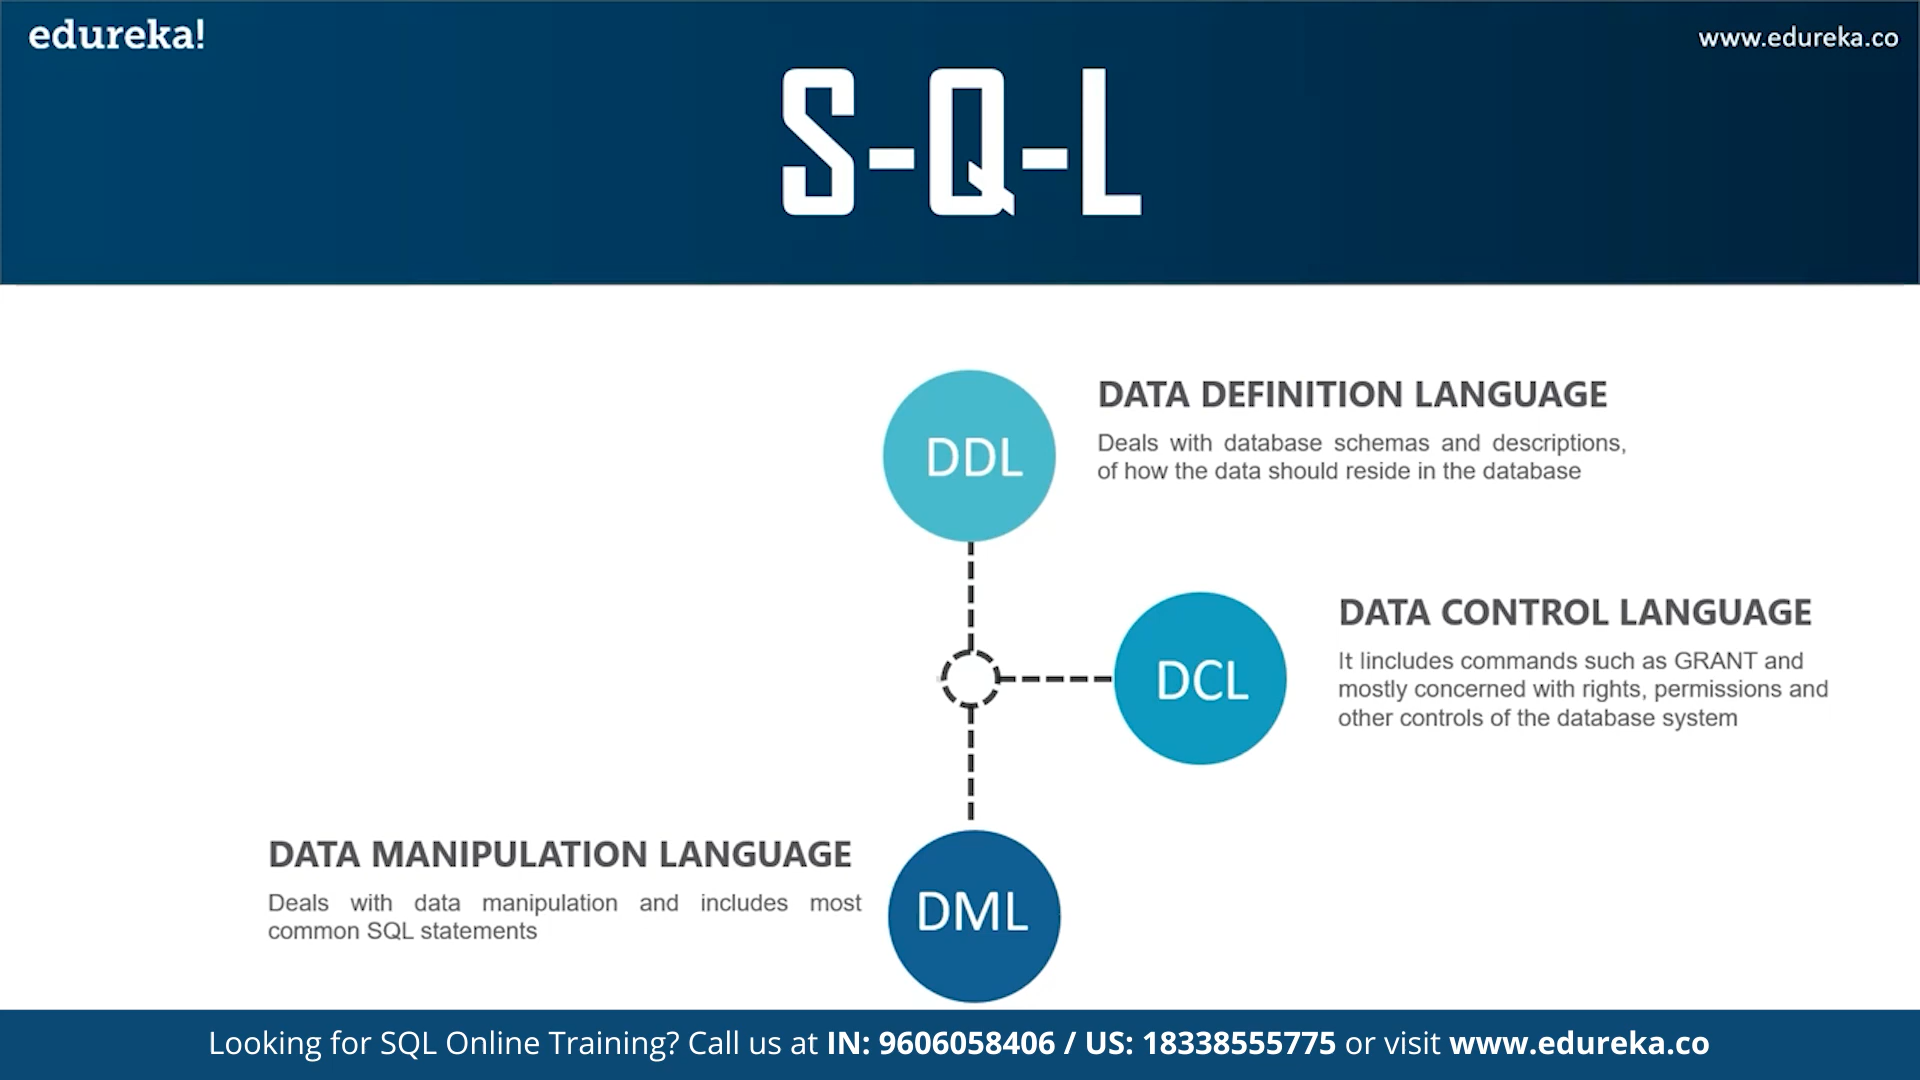 edureka!
www.edureka.co
S-Q-L
DDL
DATA DEFINITION LANGUAGE
Deals with database schemas and descriptions,
of how the data should reside in the database
DCL
DATA CONTROL LANGUAGE
It Iincludes commands such as GRANT and
mostly concerned with rights, permissions and
other controls of the database system
DATA MANIPULATION LANGUAGE
Deals with data manipulation and includes most
common SQL statements
DML
Looking for SQL Online Training? Call us at IN: 9606058406 / US: 18338555775 or visit www.edureka.co